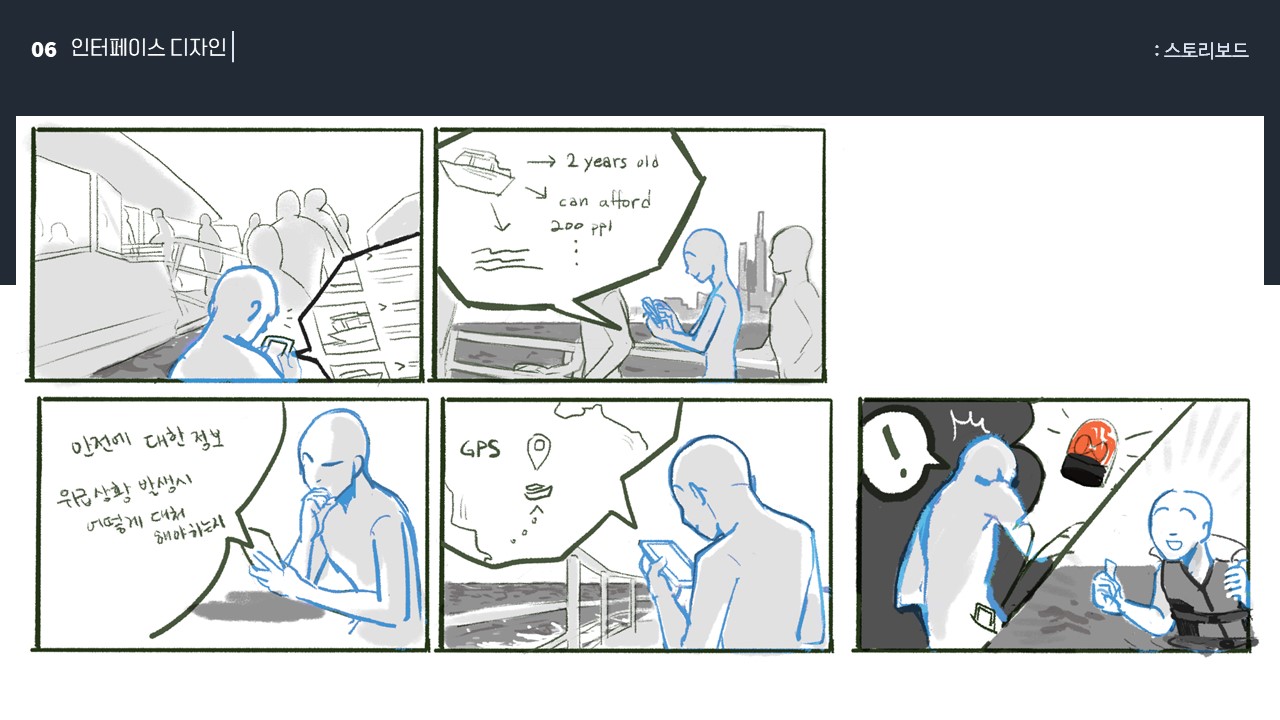 06 인터페이스 디자인
: 스토리보드
→ 2 years old
can afford
200 ppl
안전에 대한 정보
위급상황 발생시
어떻게 대처
해야하는지
GPS
!